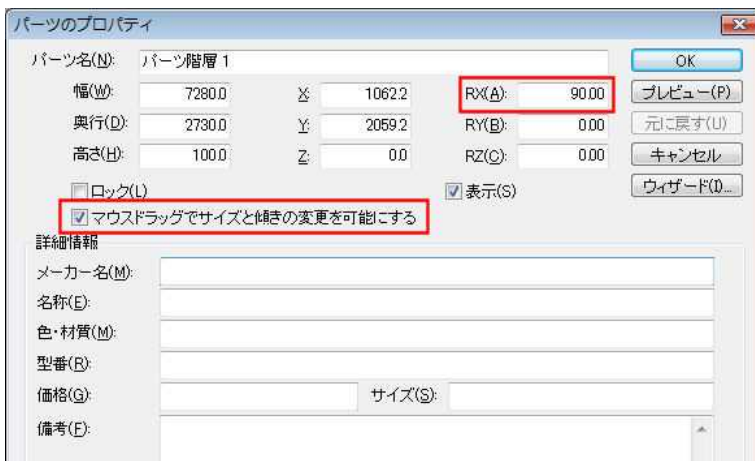 パーツのプロパティ
パーツ名(N): パーツ階層 1 OK
幅(W): 7280.0 X: 1062.2 RX(A): 90.00 プレビュー(P)
奥行(D): 2730.0 Y: 2059.2 RY(B): 0.00 元に戻す(U)
高さ(H): 100.0 Z: 0.0 RZ(C): 0.00 キャンセル
ロック(L) 表示(S) ウィザード(I)...
マウスドラッグでサイズと傾きの変更を可能にする
詳細情報
メーカー名(M):
名称(E):
色・材質(M):
型番(R):
価格(G): サイズ(S):
備考(F):